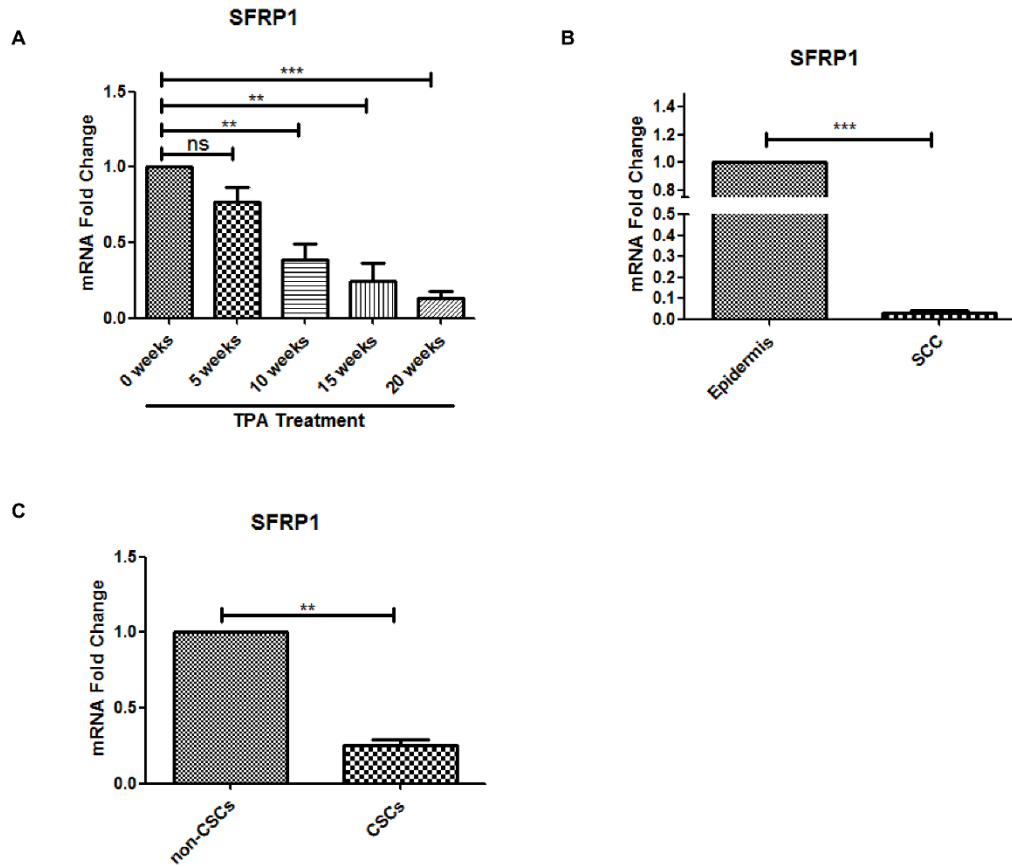 A
SFRP1
mRNA Fold Change
1.5
1.0
0.5
0.0
***
**
**
ns
0 weeks
5 weeks
10 weeks
15 weeks
20 weeks
TPA Treatment
B
SFRP1
mRNA Fold Change
1.4
1.2
1.0
0.8
0.5
0.4
0.3
0.2
0.1
0.0
***
Epidermis
SCC
C
SFRP1
mRNA Fold Change
1.5
1.0
0.5
0.0
**
non-CSCs
CSCs